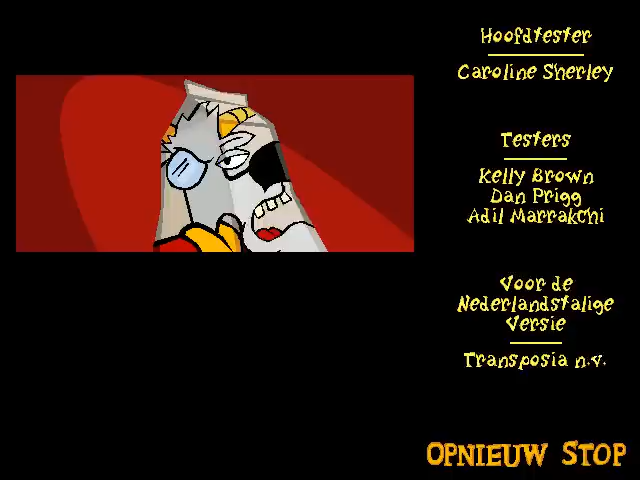 Hoofdtester
Caroline Sherley
Testers
Kelly Brown
Dan Prigg
Adil Marrakchi
Voor de
Nederlandstalige
Versie
Transposia n.v.
OPNIEUW STOP